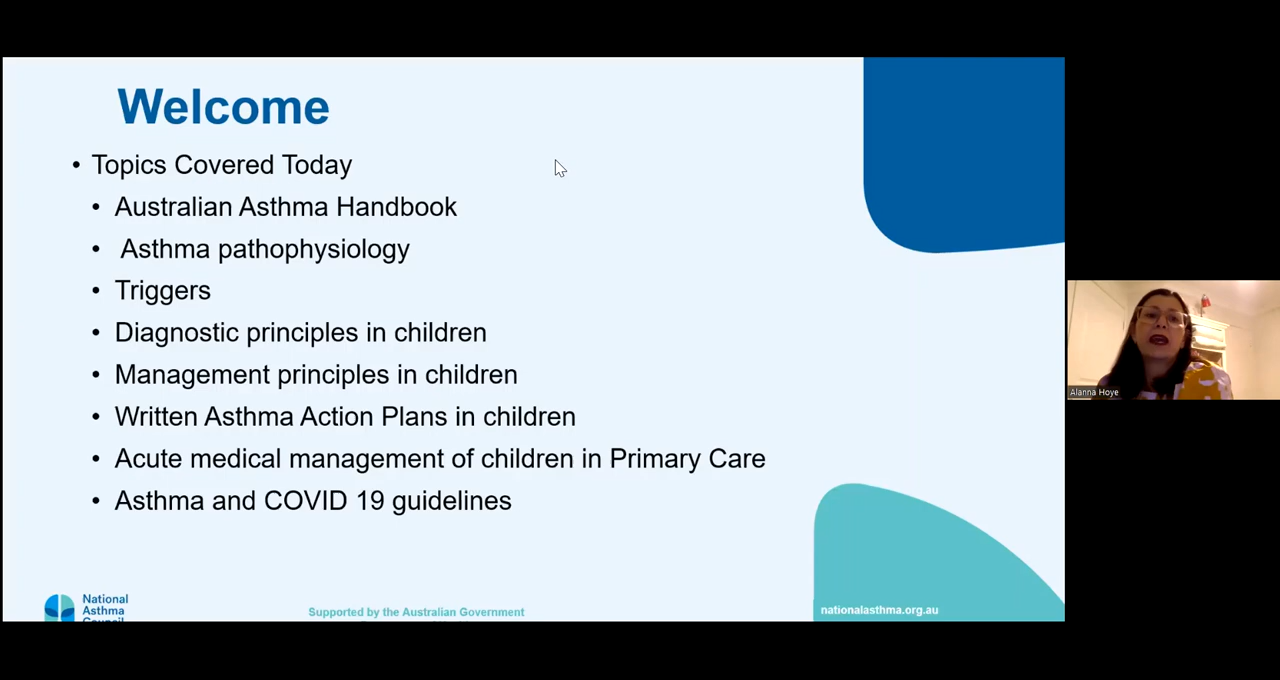 Welcome
• Topics Covered Today
• Australian Asthma Handbook
• Asthma pathophysiology
• Triggers
• Diagnostic principles in children
• Management principles in children
• Written Asthma Action Plans in children
• Acute medical management of children in Primary Care
• Asthma and COVID 19 guidelines
National
Asthma
Council
Supported by the Australian Government
nationalasthma.org.au
Alanna Hoye